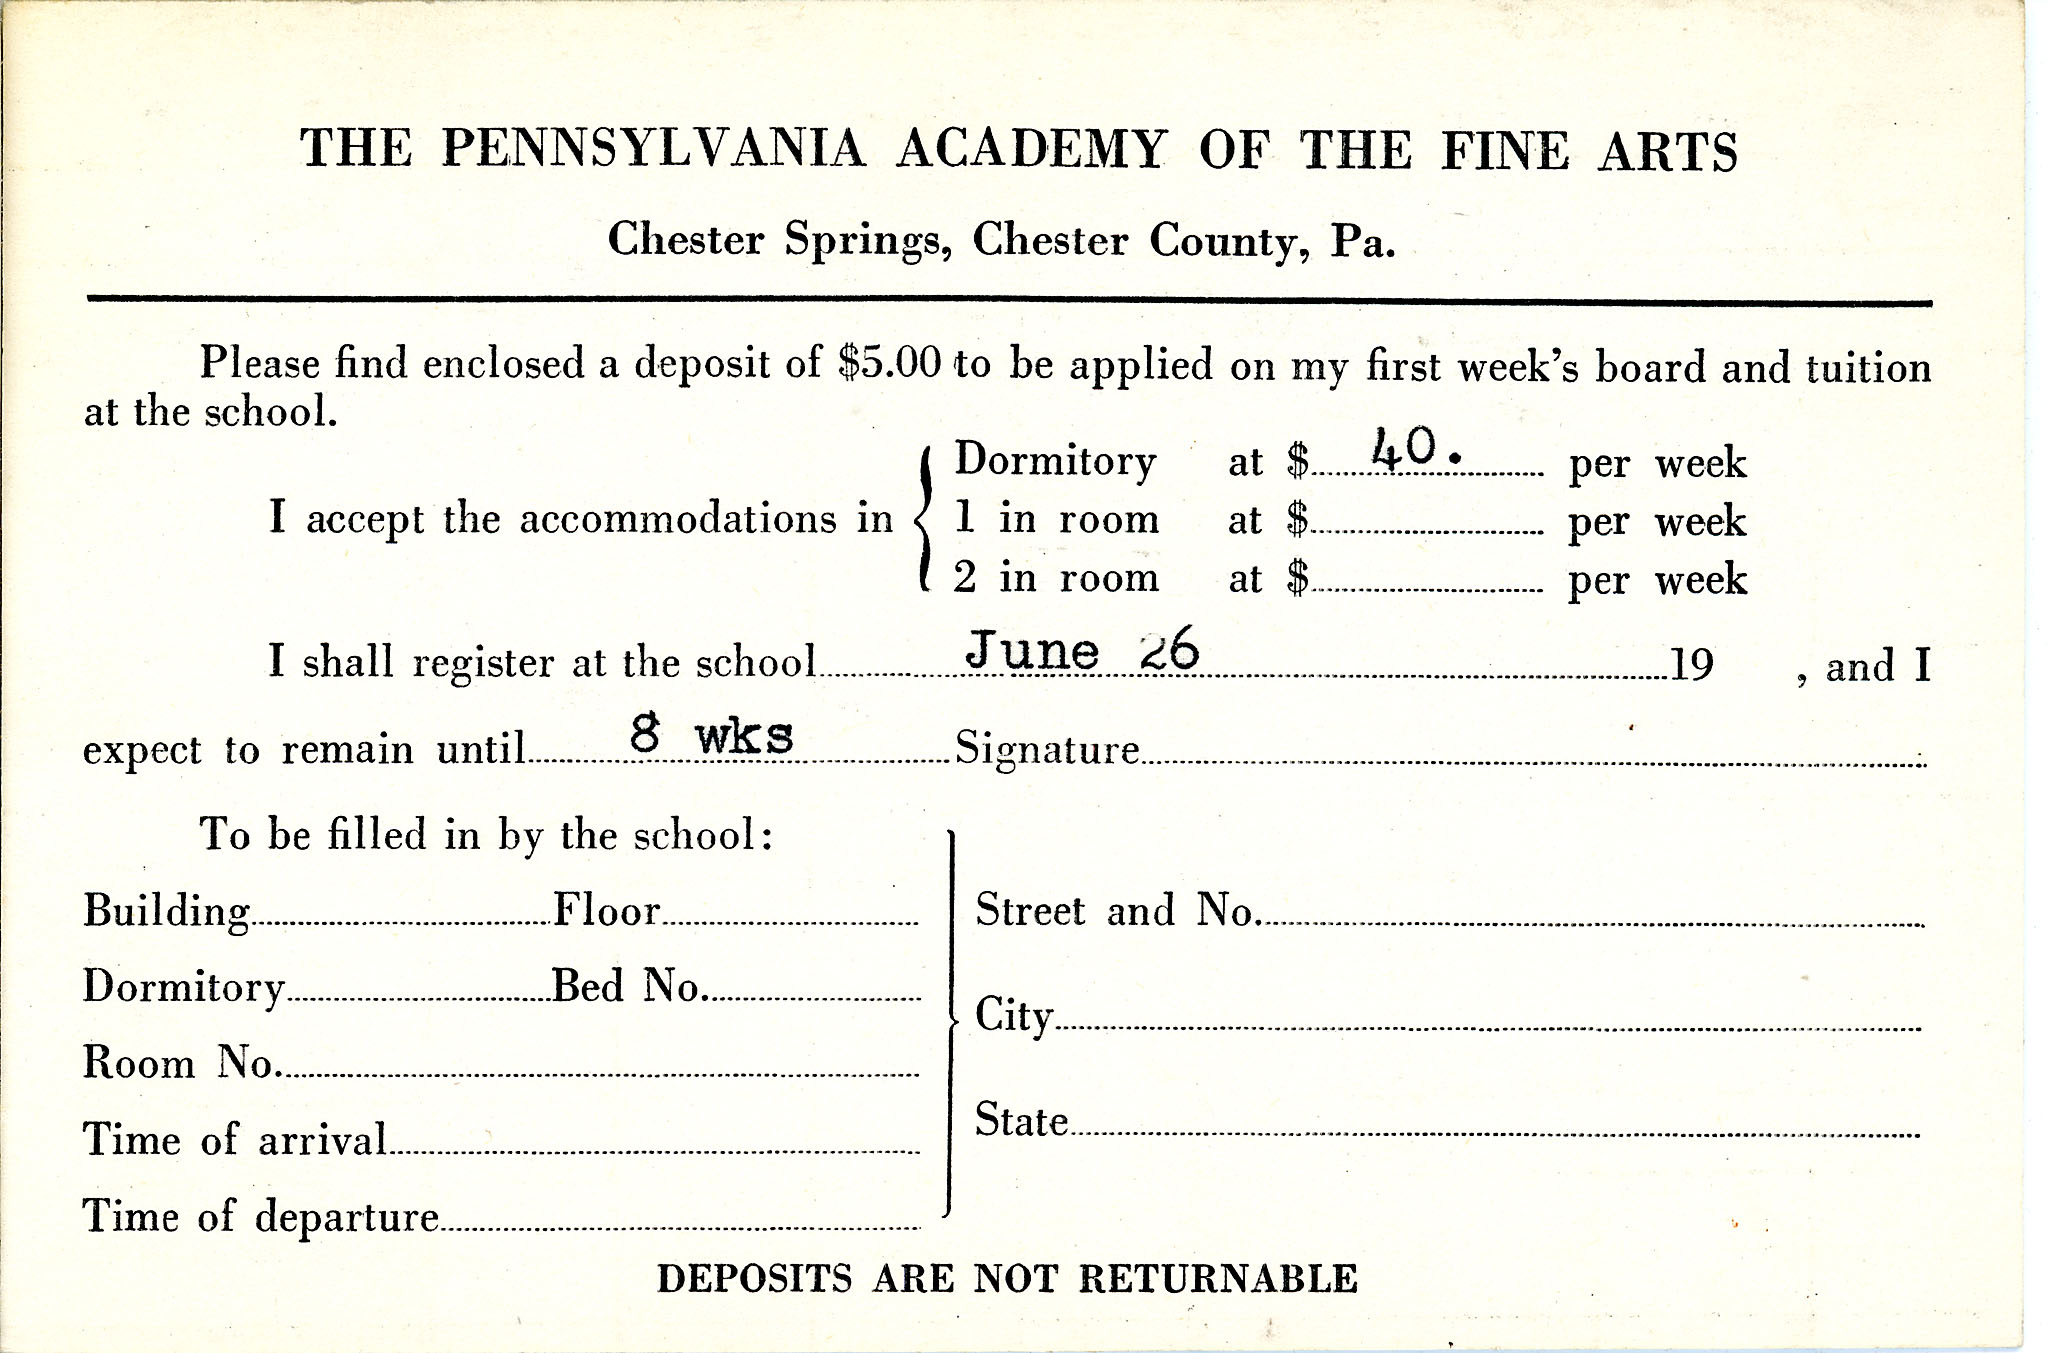 THE PENNSYLVANIA ACADEMY OF THE FINE ARTS
Chester Springs, Chester County, Pa.
Please find enclosed a deposit of $5.00 to be applied on my first week's board and tuition
at the school.
I accept the accommodations in
Dormitory at $ 40. per week
1 in room at $ per week
2 in room at $ per week
I shall register at the school June 26 19 , and I
expect to remain until 8 wks Signature
To be filled in by the school:
Building Floor
Dormitory Bed No.
Room No.
Time of arrival
Time of departure
Street and No.
City
State
DEPOSITS ARE NOT RETURNABLE